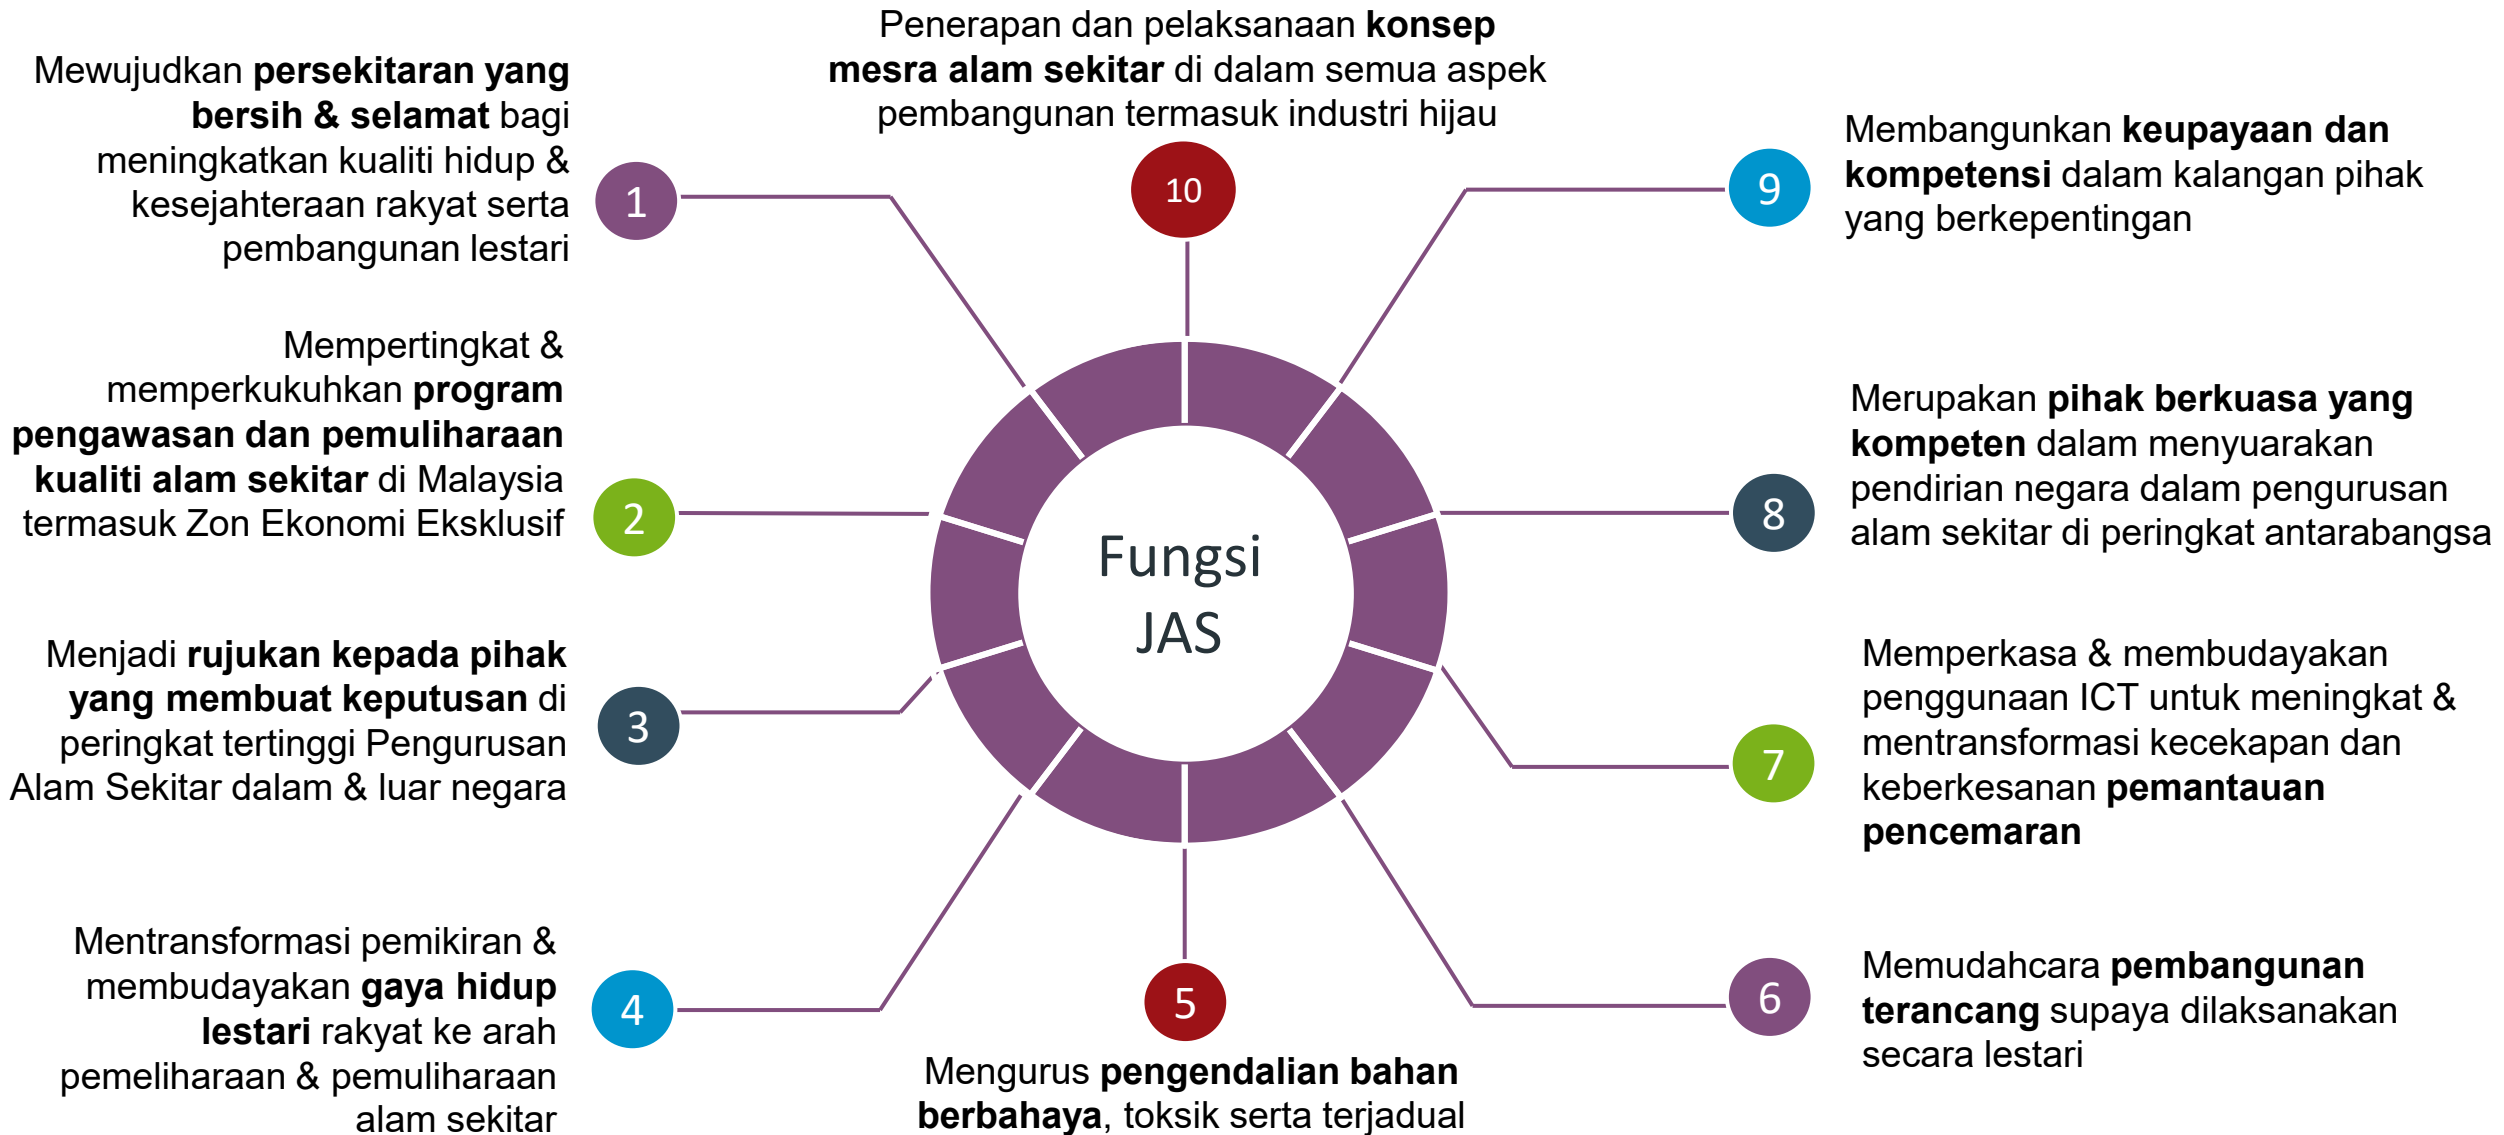 Mewujudkan persekitaran yang
bersih & selamat bagi
meningkatkan kualiti hidup &
kesejahteraan rakyat serta
pembangunan lestari
1
Mempertingkat &
memperkukuhkan program
pengawasan dan pemuliharaan
kualiti alam sekitar di Malaysia
termasuk Zon Ekonomi Eksklusif
2
Menjadi rujukan kepada pihak
yang membuat keputusan di
peringkat tertinggi Pengurusan
Alam Sekitar dalam & luar negara
3
Mentransformasi pemikiran &
membudayakan gaya hidup
lestari rakyat ke arah
pemeliharaan & pemuliharaan
alam sekitar
4
Fungsi
JAS
5
Mengurus pengendalian bahan
berbahaya, toksik serta terjadual
6
Memudahcara pembangunan
terancang supaya dilaksanakan
secara lestari
7
Memperkasa & membudayakan
penggunaan ICT untuk meningkat &
mentransformasi kecekapan dan
keberkesanan pemantauan
pencemaran
8
Merupakan pihak berkuasa yang
kompeten dalam menyuarakan
pendirian negara dalam pengurusan
alam sekitar di peringkat antarabangsa
9
Membangunkan keupayaan dan
kompetensi dalam kalangan pihak
yang berkepentingan
Penerapan dan pelaksanaan konsep
mesra alam sekitar di dalam semua aspek
pembangunan termasuk industri hijau
10